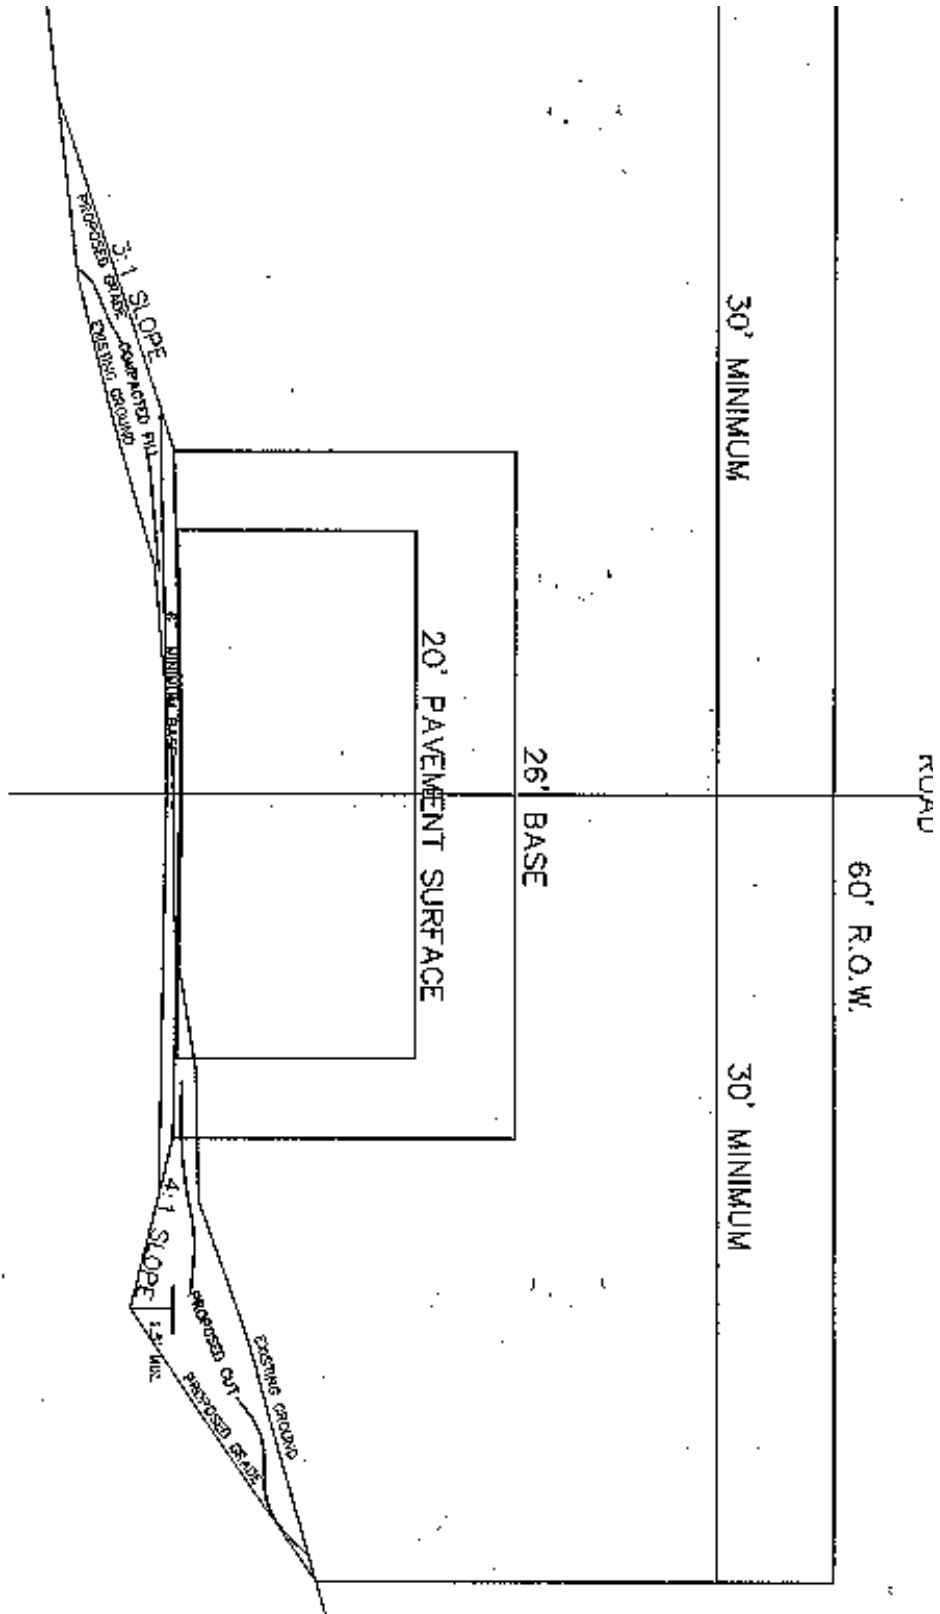 ROAD
60' R.O.W.
30' MINIMUM
30' MINIMUM
26' BASE
20' PAVEMENT SURFACE
3:1 SLOPE
PROPOSED GRADE
COMPACTED FILL
EXISTING GROUND
MINIMUM BASE
4:1 SLOPE
PROPOSED CUT
EXISTING GROUND
PROPOSED GRADE